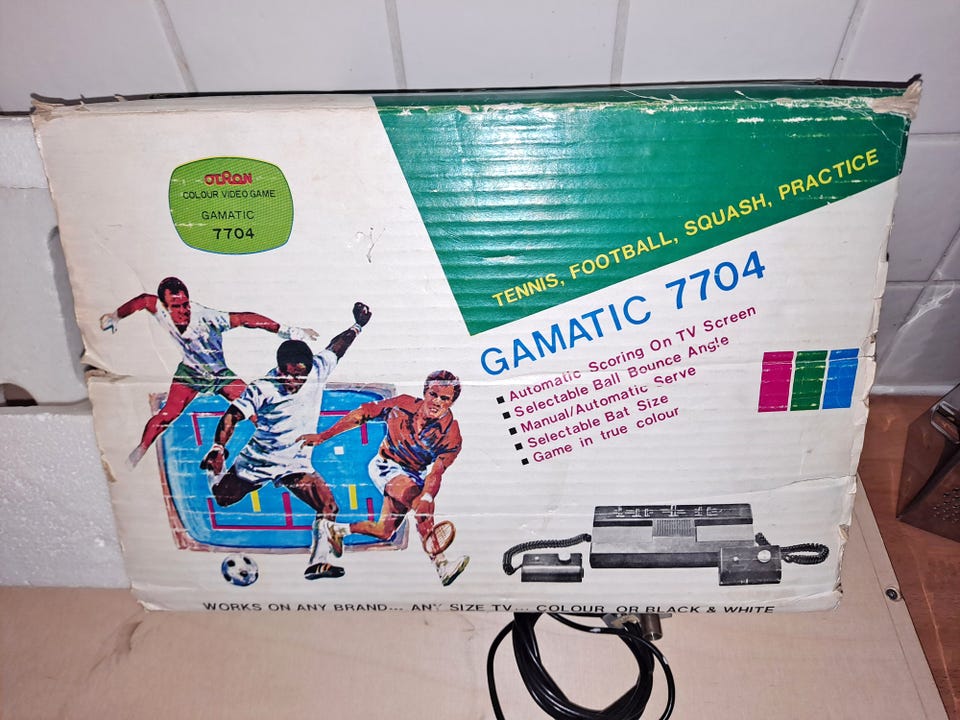 OTRON
COLOUR VIDEO GAME
GAMATIC
7704
TENNIS, FOOTBALL, SQUASH, PRACTICE
GAMATIC 7704
Automatic Scoring On TV Screen
Selectable Ball Bounce Angle
Manual/Automatic Serve
Selectable Bat Size
Game in true colour
WORKS ON ANY BRAND... ANY SIZE TV... COLOUR OR BLACK & WHITE